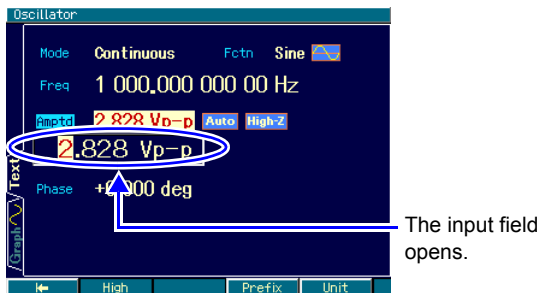 Oscillator
Mode Continuous Fctn Sine
Freq 1 000.000 000 00 Hz
Amptd 2.828 Vp-p Auto High-Z
2.828 Vp-p
Phase +0.000 deg
Text
Graph
The input field
opens.
High Prefix Unit